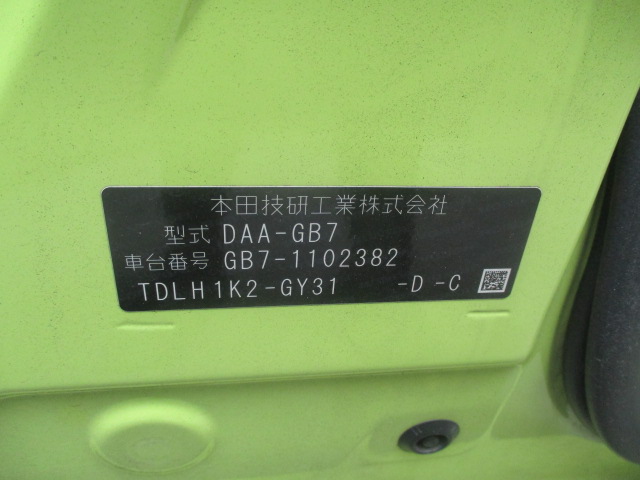 本田技研工業株式会社
型式 DAA-GB7
車台番号 GB7-1102382
TDLH1K2-GY31 -D -C